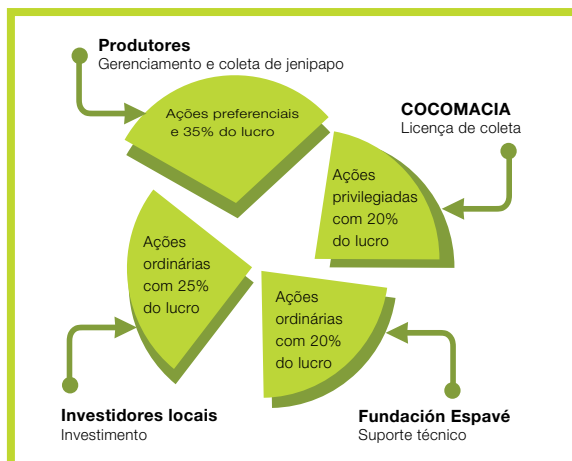 Produtores
Gerenciamento e coleta de jenipapo
Ações preferenciais
e 35% do lucro
COCOMACIA
Licença de coleta
Ações
privilegiadas
com 20%
do lucro
Ações
ordinárias
com 25%
do lucro
Ações
ordinárias
com 20%
do lucro
Investidores locais
Investimento
Fundación Espavé
Suporte técnico